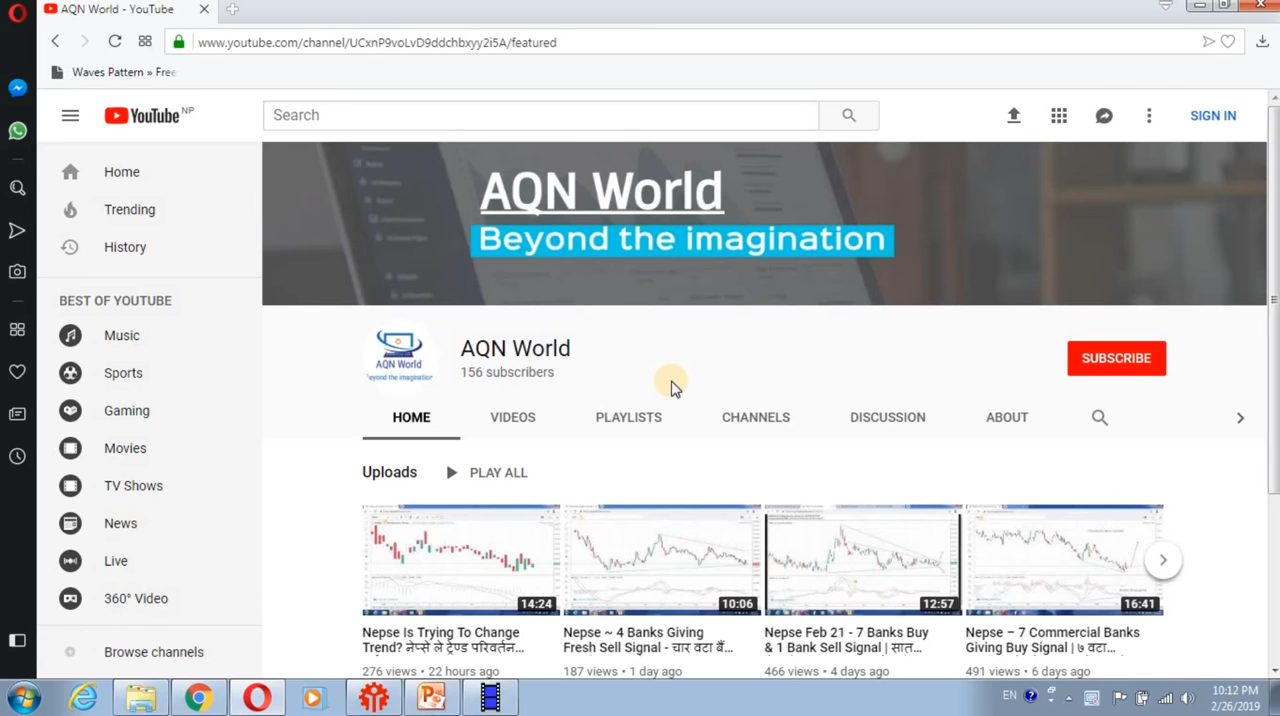 AQN World - YouTube
www.youtube.com/channel/UCxnP9voLvD9ddchbxyy2i5A/featured
Waves Pattern » Free
YouTube NP
Search
SIGN IN
Home
Trending
History
BEST OF YOUTUBE
Music
Sports
Gaming
Movies
TV Shows
News
Live
360° Video
Browse channels
AQN World
Beyond the imagination
AQN World
Beyond the imagination
AQN World
156 subscribers
SUBSCRIBE
HOME VIDEOS PLAYLISTS CHANNELS DISCUSSION ABOUT
Uploads PLAY ALL
14:24
Nepse Is Trying To Change
Trend? नेप्से ले ट्रेण्ड परिवर्तन...
276 views • 22 hours ago
10:06
Nepse ~ 4 Banks Giving
Fresh Sell Signal - चार वटा बैं...
187 views • 1 day ago
12:57
Nepse Feb 21 - 7 Banks Buy
& 1 Bank Sell Signal | सात...
466 views • 4 days ago
16:41
Nepse – 7 Commercial Banks
Giving Buy Signal | ७ वटा...
491 views • 6 days ago
EN
10:12 PM
2/26/2019